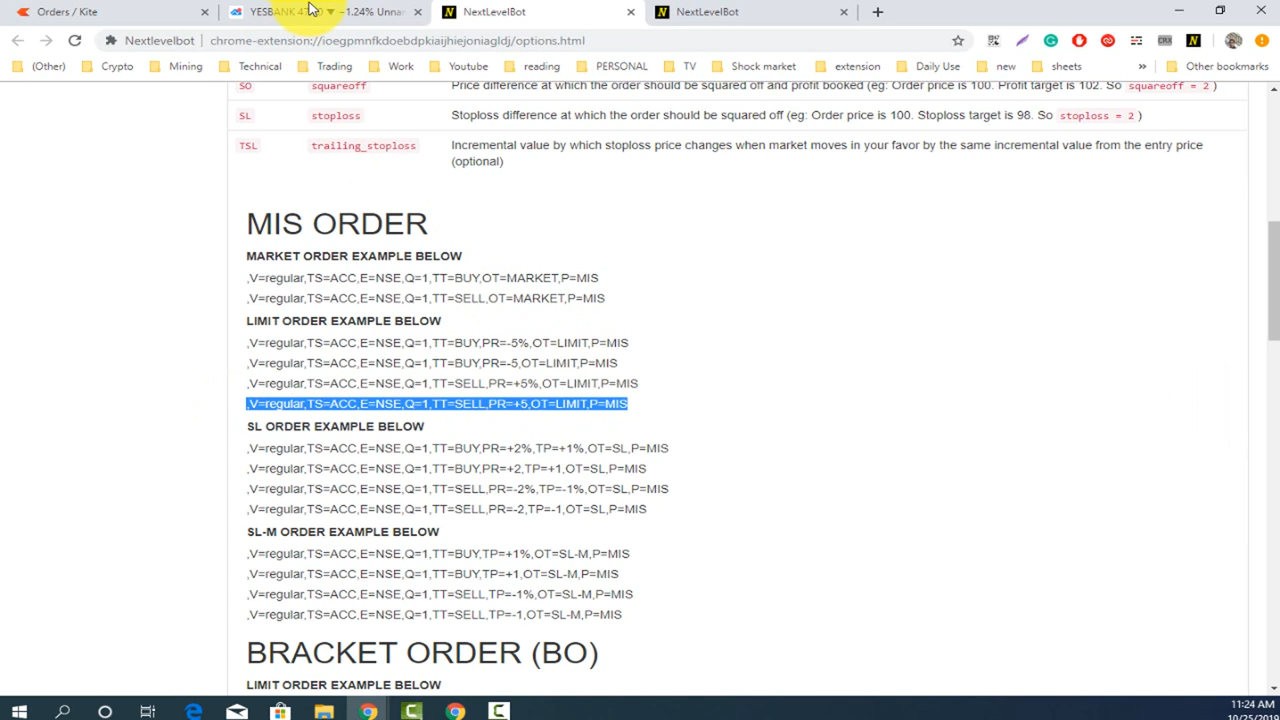 Orders / Kite
YESBANK 47 ▼ −1.24% Unna
NextLevelBot
NextLevelBot
Nextlevelbot
chrome-extension://ioegpmnfkdoebdpkiaijhiejoniagldj/options.html
(Other)
Crypto
Mining
Technical
Trading
Work
Youtube
reading
PERSONAL
TV
Shock market
extension
Daily Use
new
sheets
»
Other bookmarks
SO squareoff Price difference at which the order should be squared off and profit booked (eg: Order price is 100. Profit target is 102. So squareoff = 2 )
SL stoploss Stoploss difference at which the order should be squared off (eg: Order price is 100. Stoploss target is 98. So stoploss = 2 )
TSL trailing_stoploss Incremental value by which stoploss price changes when market moves in your favor by the same incremental value from the entry price
(optional)
MIS ORDER
MARKET ORDER EXAMPLE BELOW
,V=regular,TS=ACC,E=NSE,Q=1,TT=BUY,OT=MARKET,P=MIS
,V=regular,TS=ACC,E=NSE,Q=1,TT=SELL,OT=MARKET,P=MIS
LIMIT ORDER EXAMPLE BELOW
,V=regular,TS=ACC,E=NSE,Q=1,TT=BUY,PR=-5%,OT=LIMIT,P=MIS
,V=regular,TS=ACC,E=NSE,Q=1,TT=BUY,PR=-5,OT=LIMIT,P=MIS
,V=regular,TS=ACC,E=NSE,Q=1,TT=SELL,PR=+5%,OT=LIMIT,P=MIS
,V=regular,TS=ACC,E=NSE,Q=1,TT=SELL,PR=+5,OT=LIMIT,P=MIS
SL ORDER EXAMPLE BELOW
,V=regular,TS=ACC,E=NSE,Q=1,TT=BUY,PR=+2%,TP=+1%,OT=SL,P=MIS
,V=regular,TS=ACC,E=NSE,Q=1,TT=BUY,PR=+2,TP=+1,OT=SL,P=MIS
,V=regular,TS=ACC,E=NSE,Q=1,TT=SELL,PR=-2%,TP=-1%,OT=SL,P=MIS
,V=regular,TS=ACC,E=NSE,Q=1,TT=SELL,PR=-2,TP=-1,OT=SL,P=MIS
SL-M ORDER EXAMPLE BELOW
,V=regular,TS=ACC,E=NSE,Q=1,TT=BUY,TP=+1%,OT=SL-M,P=MIS
,V=regular,TS=ACC,E=NSE,Q=1,TT=BUY,TP=+1,OT=SL-M,P=MIS
,V=regular,TS=ACC,E=NSE,Q=1,TT=SELL,TP=-1%,OT=SL-M,P=MIS
,V=regular,TS=ACC,E=NSE,Q=1,TT=SELL,TP=-1,OT=SL-M,P=MIS
BRACKET ORDER (BO)
LIMIT ORDER EXAMPLE BELOW
11:24 AM